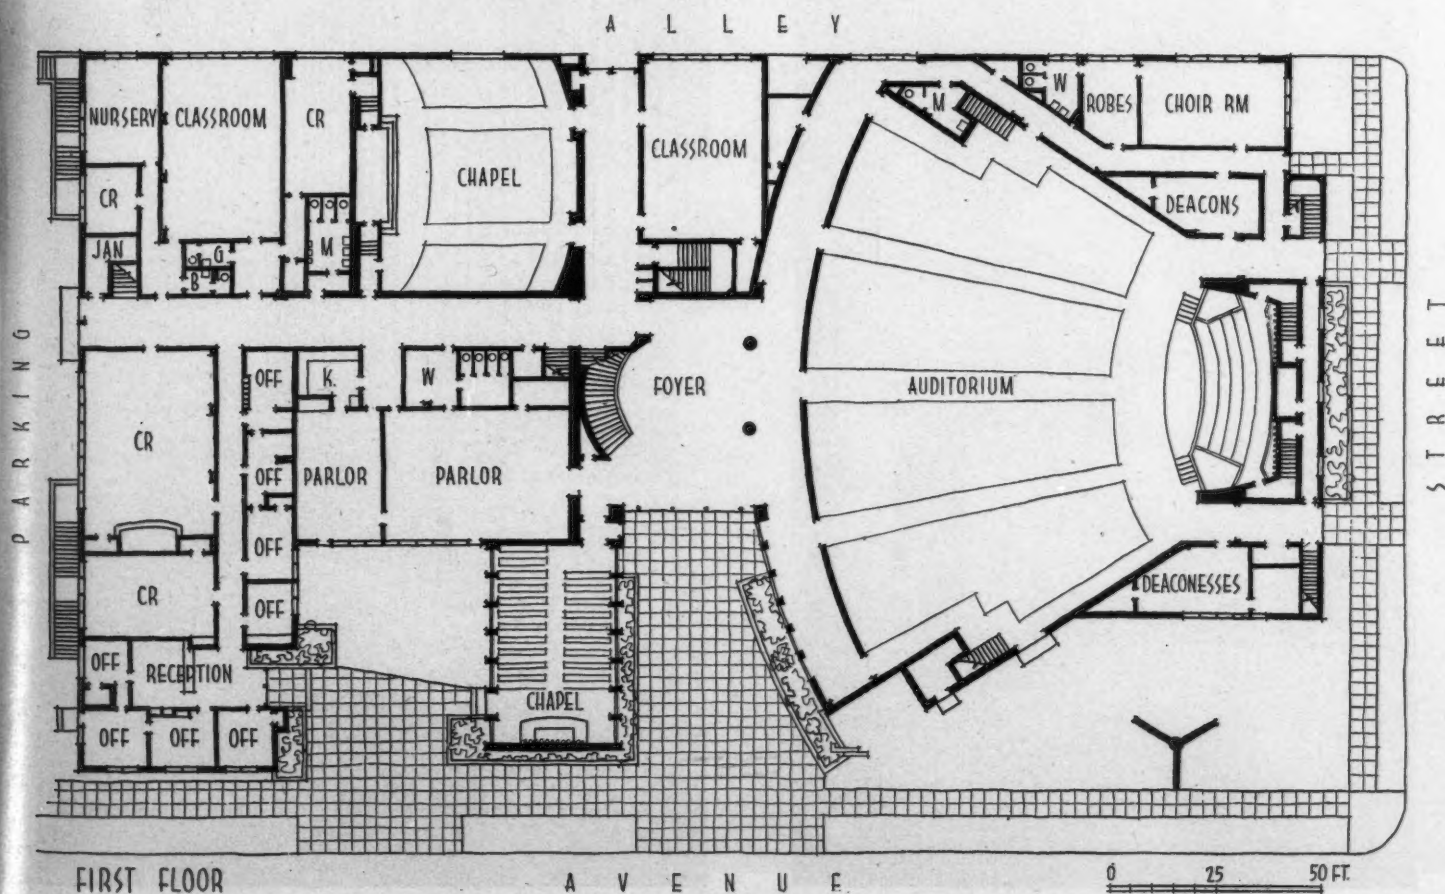 ALLEY
NURSERY
CLASSROOM
CR
CHAPEL
CLASSROOM
M
W
ROBES
CHOIR RM
CR
DEACONS
JAN
G
B
M
PARKING
STREET
OFF
K.
W
FOYER
AUDITORIUM
CR
OFF
PARLOR
PARLOR
OFF
CR
OFF
DEACONESSES
OFF
RECEPTION
CHAPEL
OFF
OFF
OFF
FIRST FLOOR
AVENUE
0 25 50 FT.